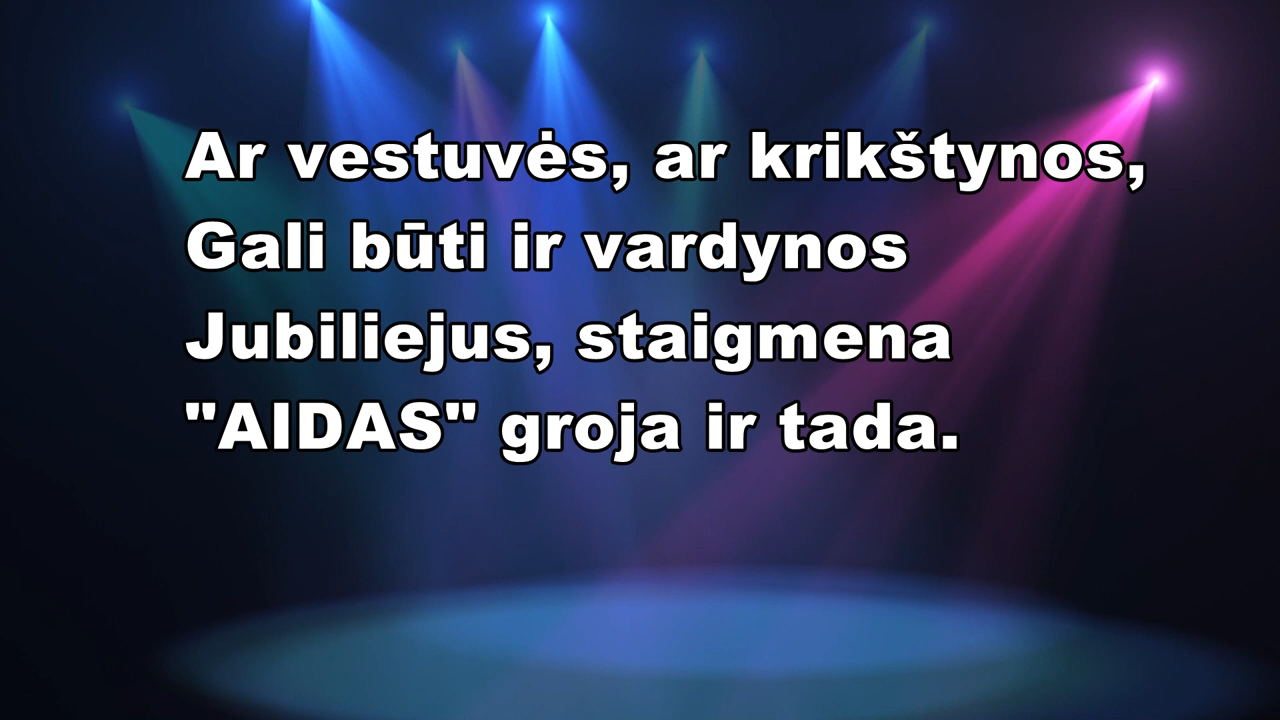 Ar vestuvės, ar krikštynos,
Gali būti ir vardynos
Jubiliejus, staigmena
"AIDAS" groja ir tada.